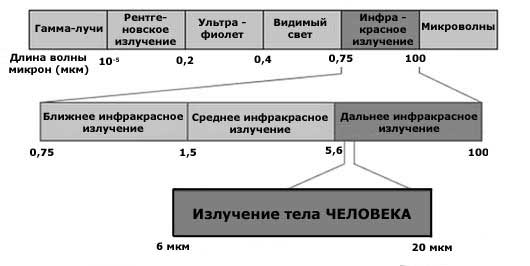 Гамма-лучи
Рентге-
новское
излучение
Ультра -
фиолет
Видимый
свет
Инфра -
красное
излучение
Микроволны
Длина волны
микрон (мкм)
10⁻⁵
0,2
0,4
0,75
100
Ближнее инфракрасное
излучение
Среднее инфракрасное
излучение
Дальнее инфракрасное
излучение
0,75
1,5
5,6
100
Излучение тела ЧЕЛОВЕКА
6 мкм
20 мкм